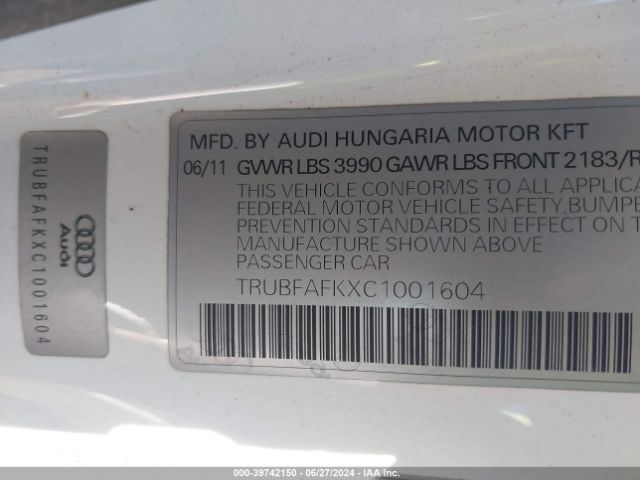 TRUBFAFKXC1001604
Audi
MFD. BY AUDI HUNGARIA MOTOR KFT
06/11 GVWR LBS 3990 GAWR LBS FRONT 2183/R
THIS VEHICLE CONFORMS TO ALL APPLICA
FEDERAL MOTOR VEHICLE SAFETY, BUMPE
PREVENTION STANDARDS IN EFFECT ON T
MANUFACTURE SHOWN ABOVE
PASSENGER CAR
TRUBFAFKXC1001604
000-39742150 - 06/27/2024 - IAA, Inc.